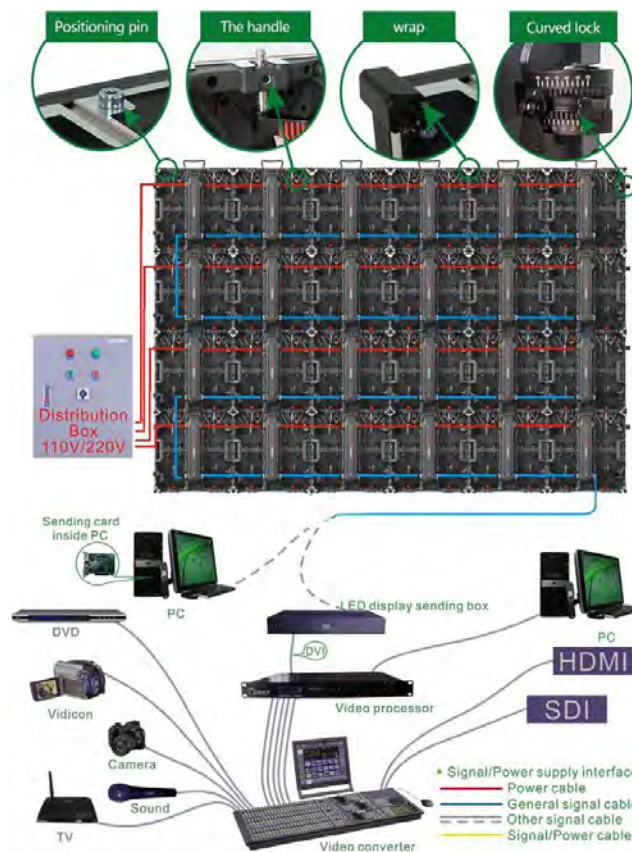 Positioning pin
The handle
wrap
Curved lock
Distribution
Box
110V/220V
Sending card
inside PC
PC
LED display sending box
PC
DVD
DVI
HDMI
Vidicon
Video processor
SDI
Camera
Sound
TV
Video converter
Signal/Power supply interface
Power cable
General signal cable
Other signal cable
Signal/Power cable